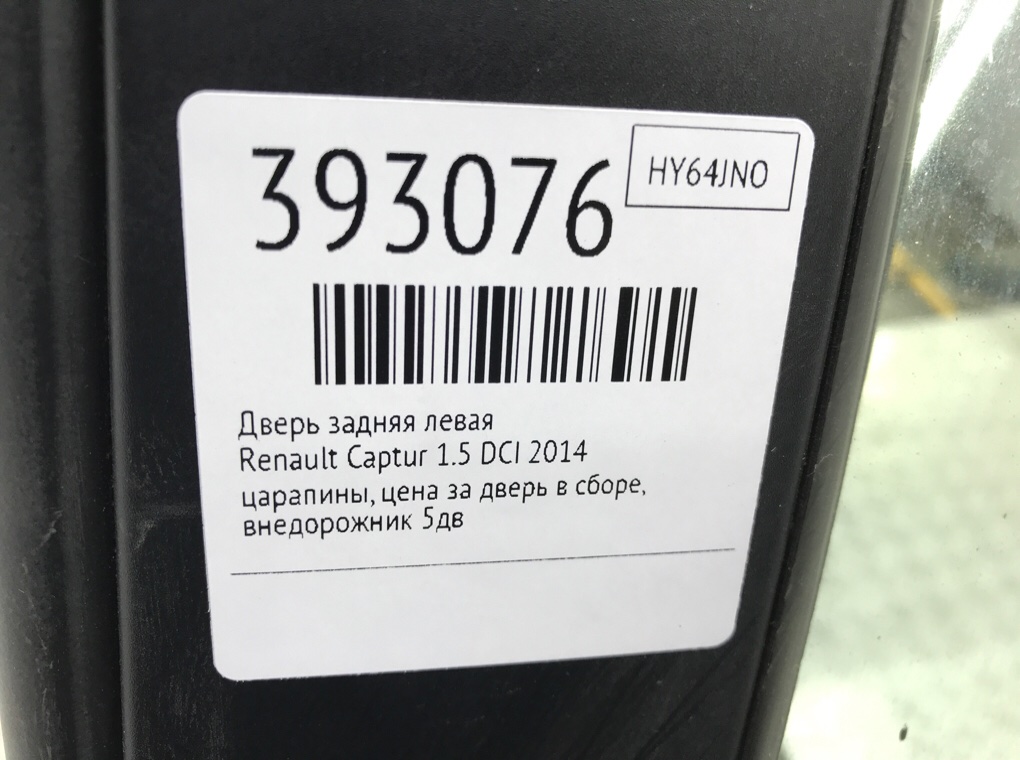 393076
HY64JNO
Дверь задняя левая
Renault Captur 1.5 DCI 2014
царапины, цена за дверь в сборе,
внедорожник 5дв